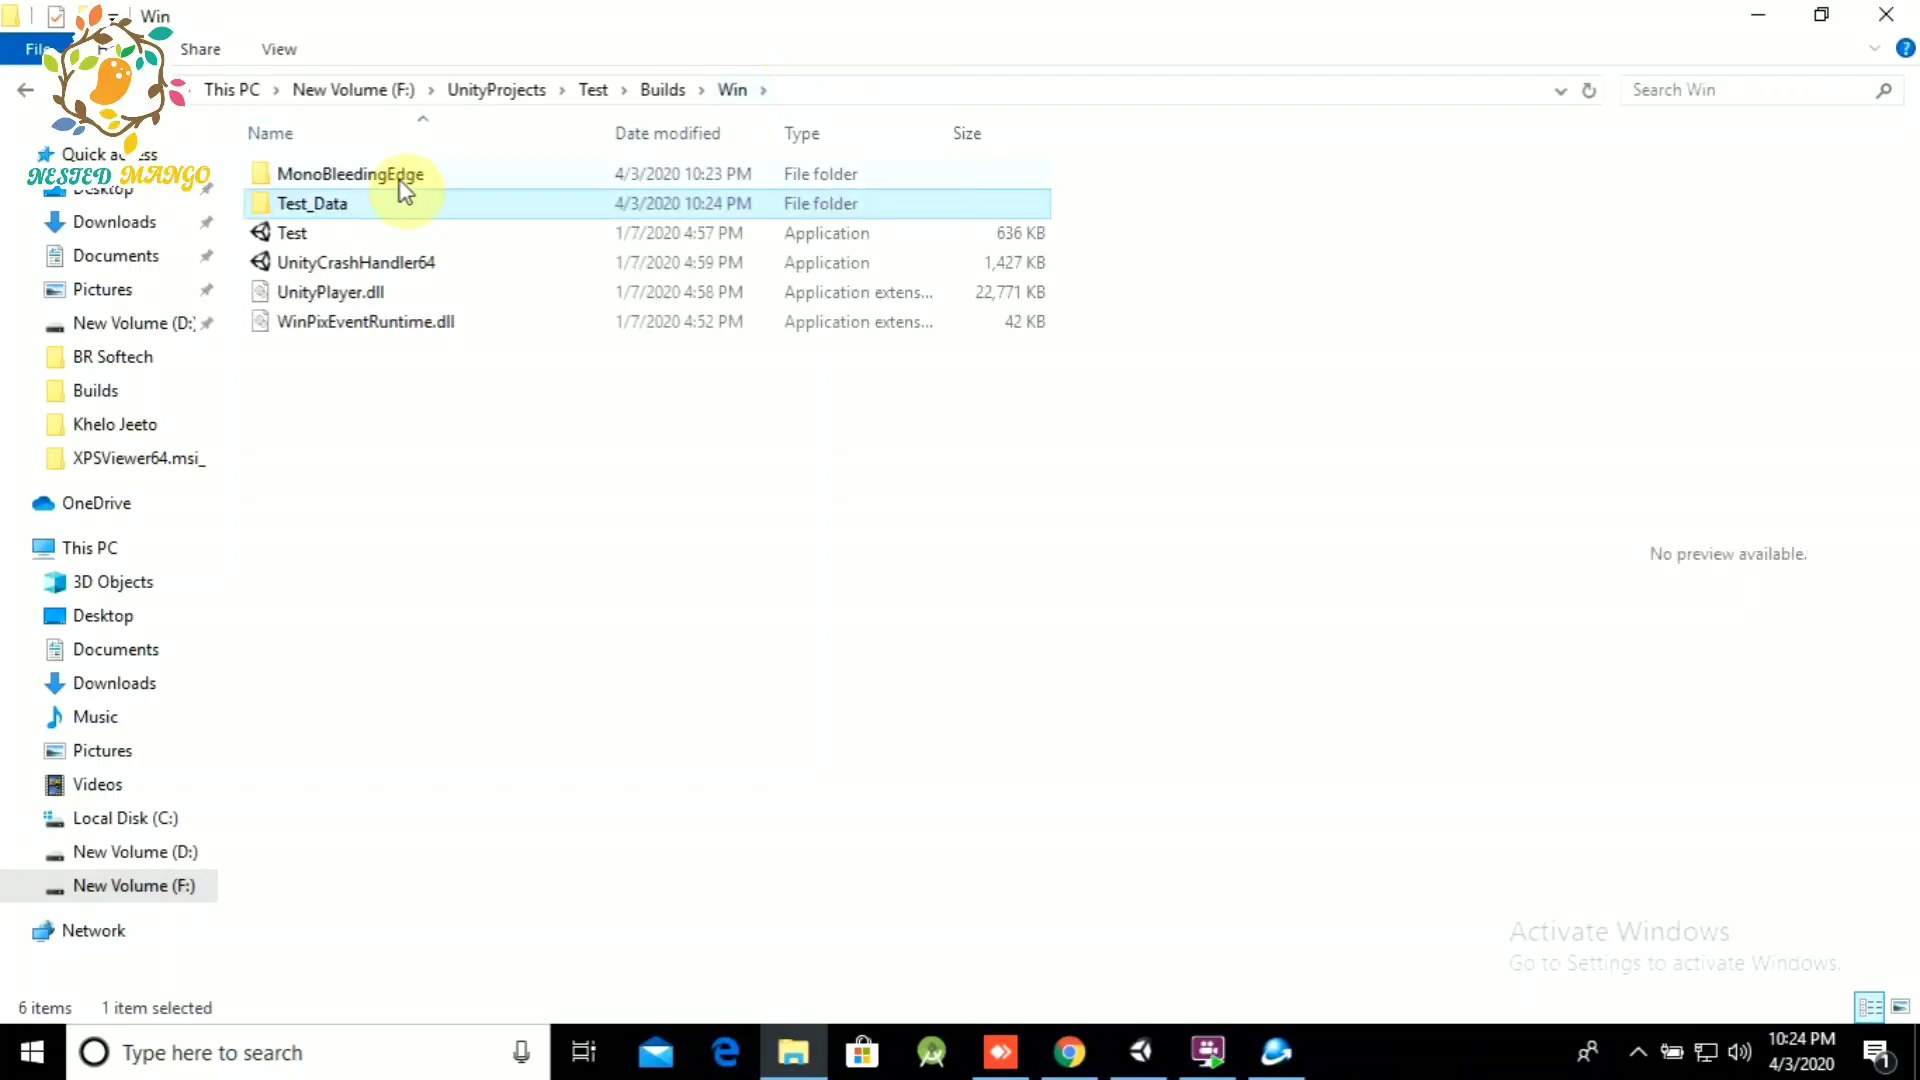 Win
File
Share View
This PC > New Volume (F:) > UnityProjects > Test > Builds > Win >
Search Win
NESTED MANGO
Name Date modified Type Size
MonoBleedingEdge 4/3/2020 10:23 PM File folder
Test_Data 4/3/2020 10:24 PM File folder
Test 1/7/2020 4:57 PM Application 636 KB
UnityCrashHandler64 1/7/2020 4:59 PM Application 1,427 KB
UnityPlayer.dll 1/7/2020 4:58 PM Application extens... 22,771 KB
WinPixEventRuntime.dll 1/7/2020 4:52 PM Application extens... 42 KB
Quick access
Desktop
Downloads
Documents
Pictures
New Volume (D:)
BR Softech
Builds
Khelo Jeeto
XPSViewer64.msi_
OneDrive
This PC
3D Objects
Desktop
Documents
Downloads
Music
Pictures
Videos
Local Disk (C:)
New Volume (D:)
New Volume (F:)
Network
No preview available.
Activate Windows
Go to Settings to activate Windows.
6 items 1 item selected
Type here to search
10:24 PM
4/3/2020
1